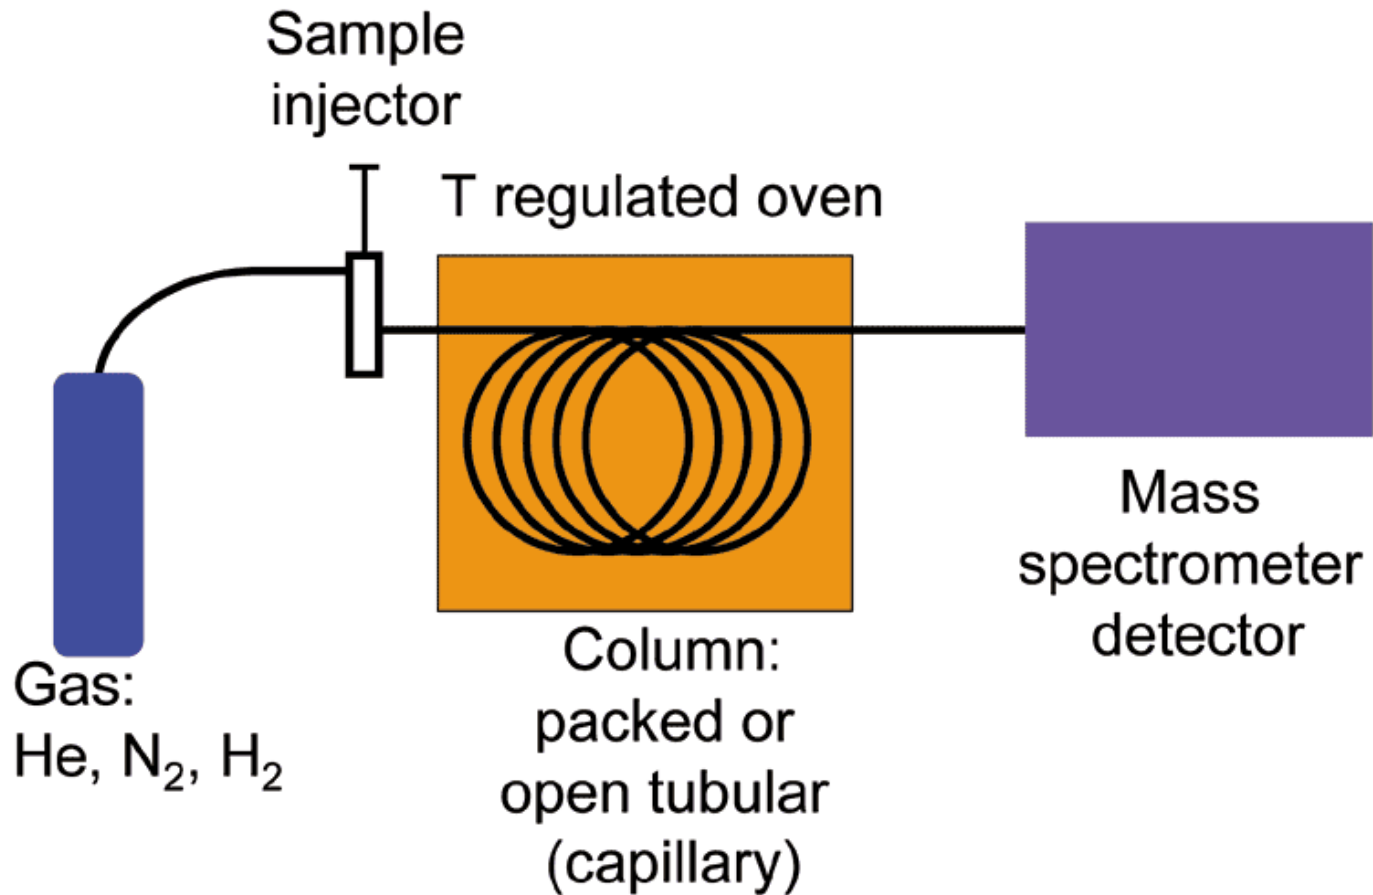 Sample
injector
T regulated oven
Mass
spectrometer
detector
Gas:
He, N₂, H₂
Column:
packed or
open tubular
(capillary)